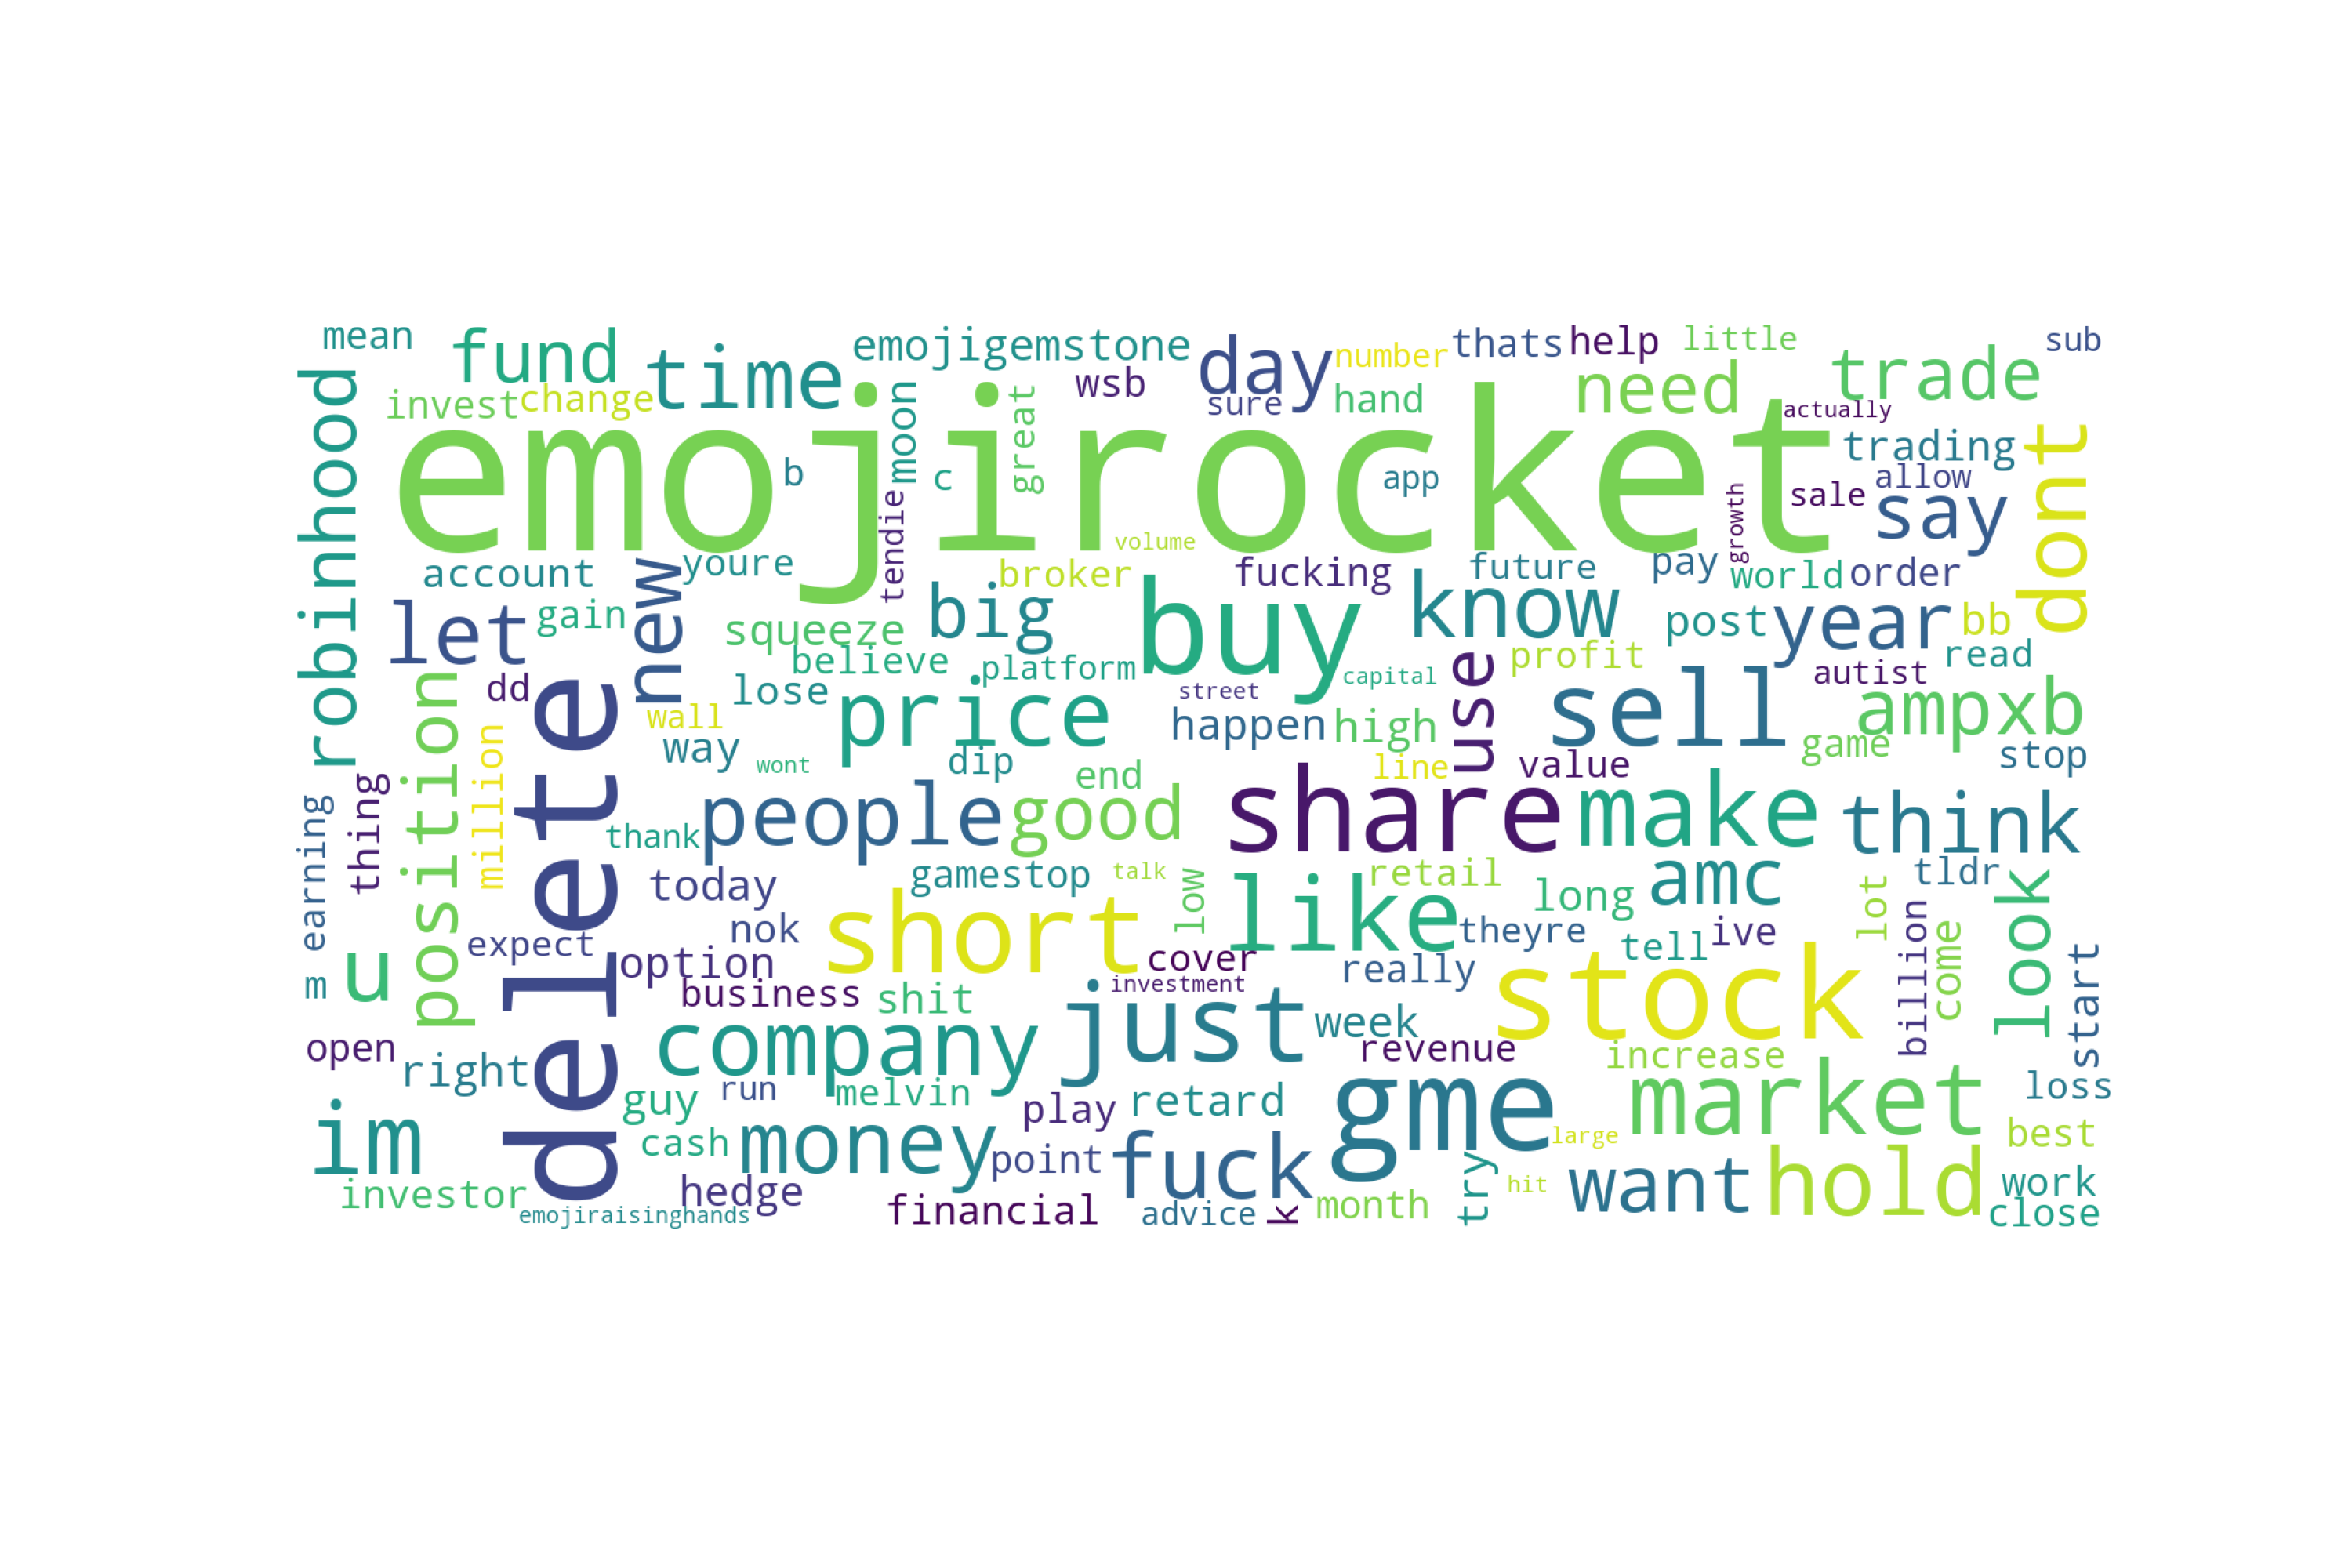 mean
fund
time
emojigemstone
day
number
thats
help
little
sub
invest
change
moon
great
wsb
sure
hand
need
trade
actually
robinhood
emojirocket
b
c
tendie
app
growth
sale
trading
allow
say
dont
volume
account
new
youre
broker
fucking
future
pay
world
order
let
gain
squeeze
big
buy
know
post
year
bb
believe
platform
profit
read
position
dd
delete
lose
price
street
capital
use
sell
autist
ampxb
wall
way
happen
high
game
stop
million
wont
dip
end
line
value
earning
thing
thank
people
good
share
make
think
today
gamestop
talk
low
like
retail
long
amc
lot
tldr
look
m
u
expect
nok
short
theyre
tell
ive
billion
come
start
option
cover
really
stock
business
shit
investment
just
week
open
right
company
revenue
increase
guy
run
melvin
play
retard
gme
market
loss
im
cash
money
point
fuck
large
best
investor
hedge
try
hit
want
hold
work
emojiraisinghands
financial
advice
k
month
close